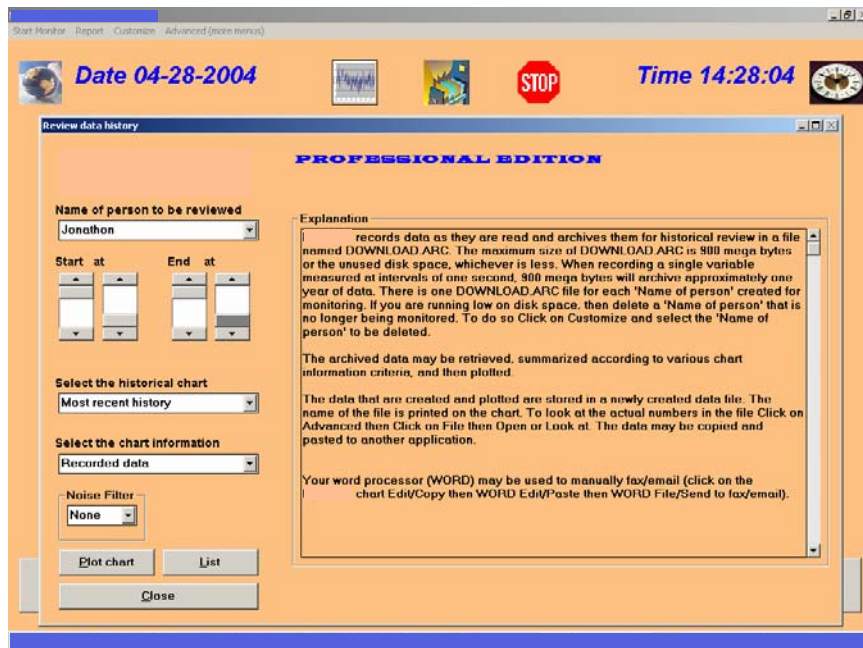 Start Monitor Report Customize Advanced (more menus)
Date 04-28-2004
STOP
Time 14:28:04
Review data history
PROFESSIONAL EDITION
Name of person to be reviewed
Jonathon
Start at End at
Select the historical chart
Most recent history
Select the chart information
Recorded data
Noise Filter
None
Plot chart List
Close
Explanation
records data as they are read and archives them for historical review in a file
named DOWNLOAD.ARC. The maximum size of DOWNLOAD.ARC is 900 mega bytes
or the unused disk space, whichever is less. When recording a single variable
measured at intervals of one second, 900 mega bytes will archive approximately one
year of data. There is one DOWNLOAD.ARC file for each 'Name of person' created for
monitoring. If you are running low on disk space, then delete a 'Name of person' that is
no longer being monitored. To do so Click on Customize and select the 'Name of
person' to be deleted.
The archived data may be retrieved, summarized according to various chart
information criteria, and then plotted.
The data that are created and plotted are stored in a newly created data file. The
name of the file is printed on the chart. To look at the actual numbers in the file Click on
Advanced then Click on File then Open or Look at. The data may be copied and
pasted to another application.
Your word processor (WORD) may be used to manually fax/email (click on the
chart Edit/Copy then WORD Edit/Paste then WORD File/Send to fax/email).